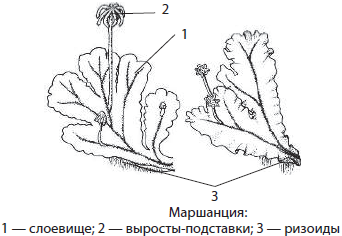 2
1
3
Маршанция:
1 — слоевище; 2 — выросты-подставки; 3 — ризоиды